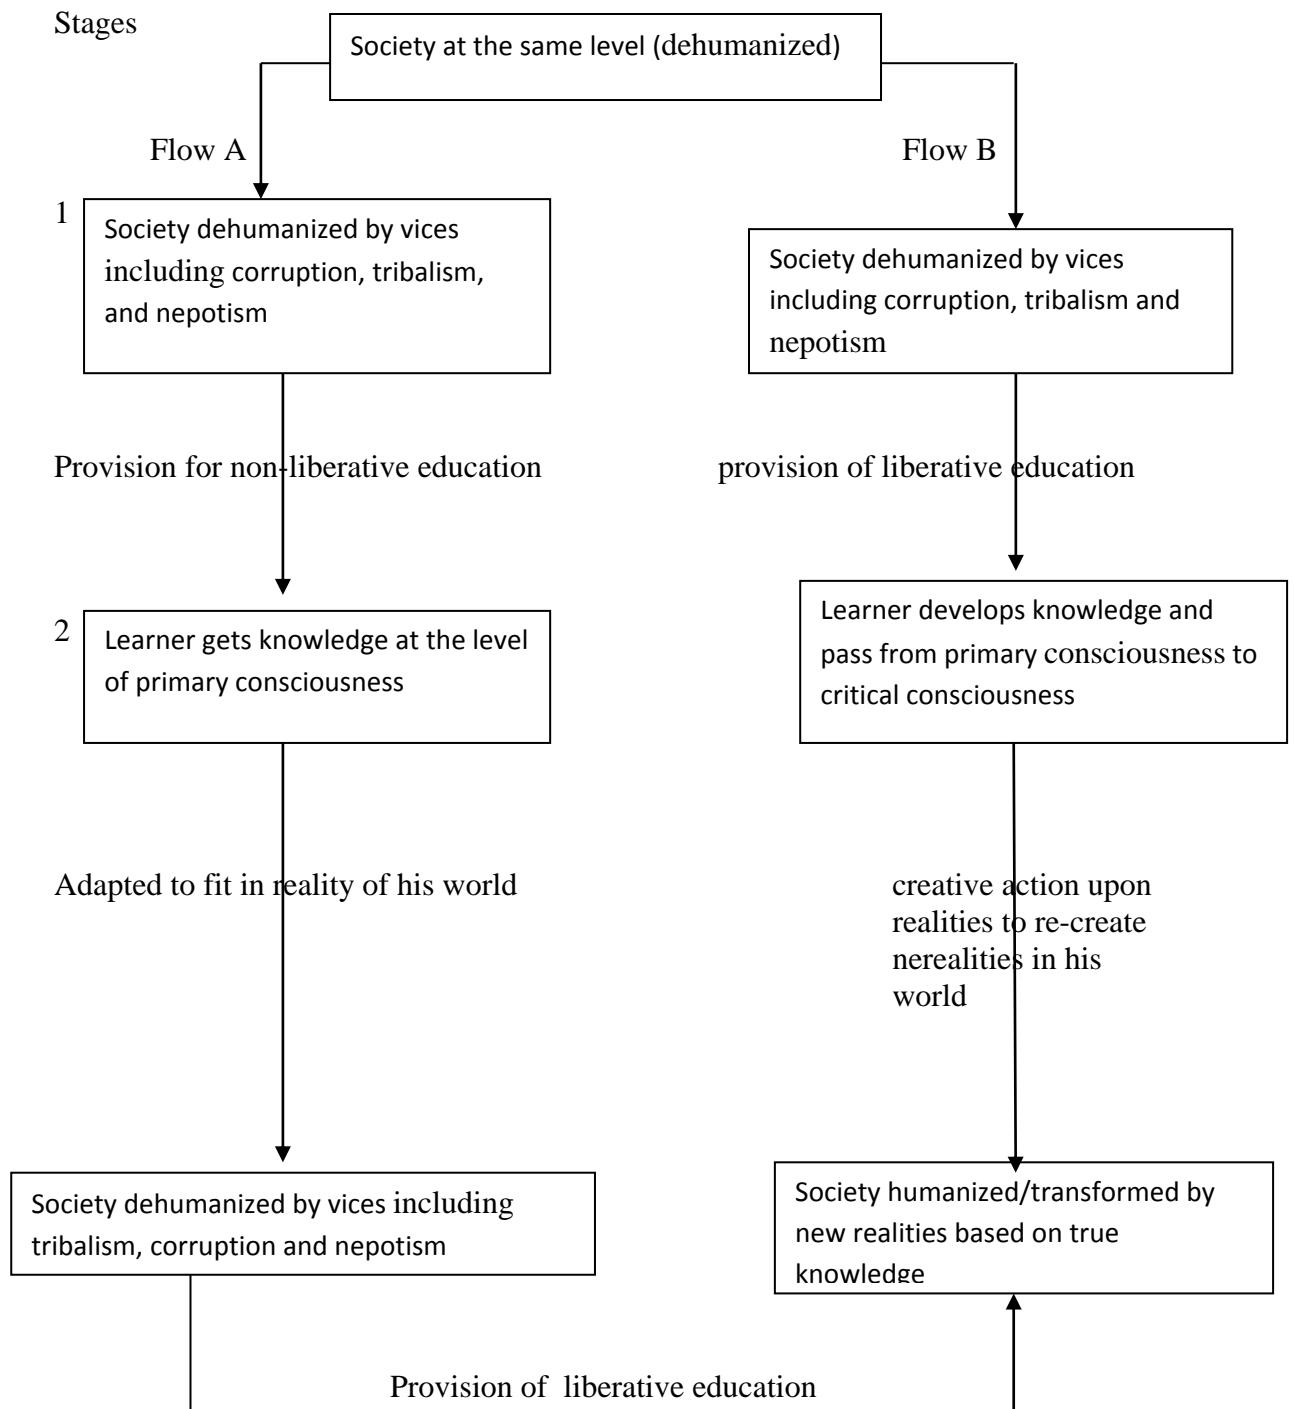 Stages
Society at the same level (dehumanized)
Flow A
Flow B
1
Society dehumanized by vices
including corruption, tribalism,
and nepotism
Society dehumanized by vices
including corruption, tribalism and
nepotism
Provision for non-liberative education
provision of liberative education
2
Learner gets knowledge at the level
of primary consciousness
Learner develops knowledge and
pass from primary consciousness to
critical consciousness
Adapted to fit in reality of his world
creative action upon
realities to re-create
nerealities in his
world
Society dehumanized by vices including
tribalism, corruption and nepotism
Society humanized/transformed by
new realities based on true
knowledge
Provision of  liberative education